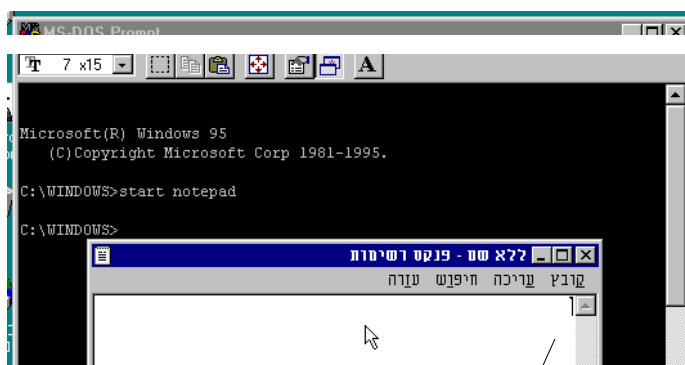 MS-DOS Prompt
7 x15
A
Microsoft(R) Windows 95
(C)Copyright Microsoft Corp 1981-1995.
C:\WINDOWS>start notepad
C:\WINDOWS>
ללא שם - פנקס רשימות
קובץ עריכה חיפוש עזרה